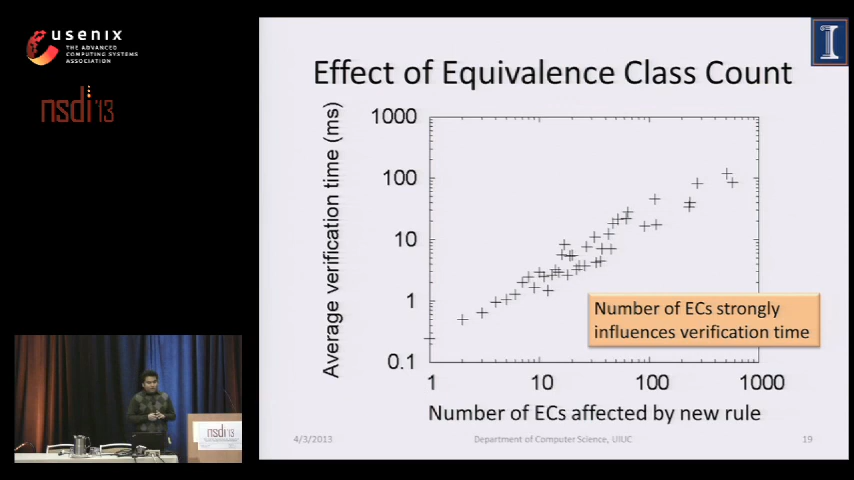 usenix
THE ADVANCED
COMPUTING SYSTEMS
ASSOCIATION
nsdi '13
I
Effect of Equivalence Class Count
Average verification time (ms)
1000
100
10
1
0.1
1
10
100
1000
Number of ECs strongly
influences verification time
Number of ECs affected by new rule
4/3/2013
Department of Computer Science, UIUC
19
nsdi '13